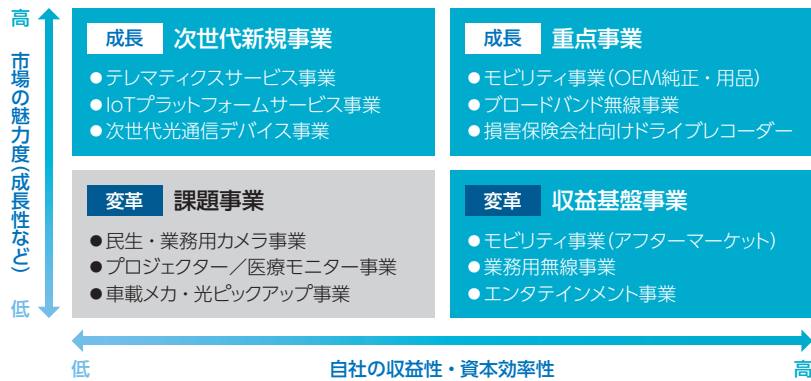 高
市場の魅力度(成長性など)
低
成長 次世代新規事業
●テレマティクスサービス事業
●IoTプラットフォームサービス事業
●次世代光通信デバイス事業
成長 重点事業
●モビリティ事業(OEM純正・用品)
●ブロードバンド無線事業
●損害保険会社向けドライブレコーダー
変革 課題事業
●民生・業務用カメラ事業
●プロジェクター／医療モニター事業
●車載メカ・光ピックアップ事業
変革 収益基盤事業
●モビリティ事業(アフターマーケット)
●業務用無線事業
●エンタテインメント事業
低 自社の収益性・資本効率性 高